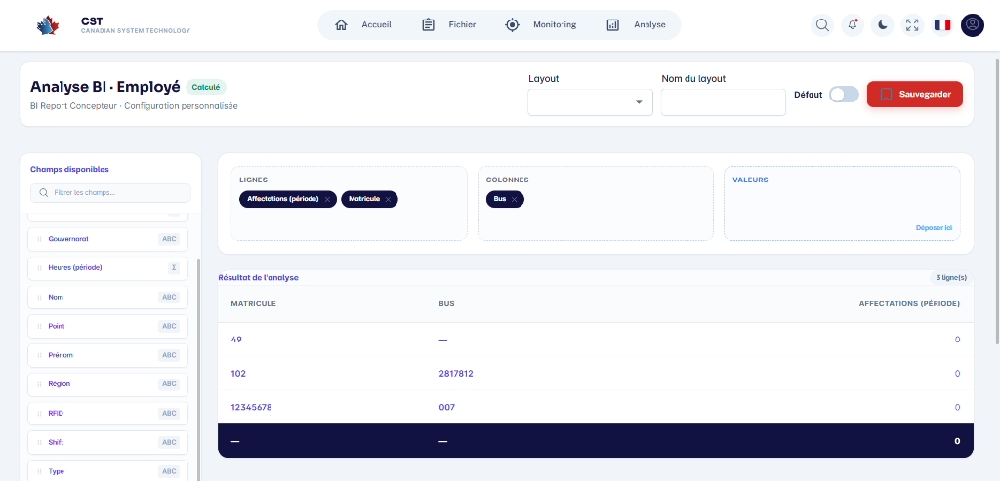 CST
CANADIAN SYSTEM TECHNOLOGY
Accueil
Fichier
Monitoring
Analyse
Analyse BI · Employé
Calculé
BI Report Concepteur · Configuration personnalisée
Layout
Nom du layout
Défaut
Sauvegarder
Champs disponibles
Filtrer les champs...
Gouvernorat ABC
Heures (période) Σ
Nom ABC
Point ABC
Prénom ABC
Région ABC
RFID ABC
Shift ABC
Type ABC
LIGNES
Affectations (période) ×
Matricule ×
COLONNES
Bus ×
VALEURS
Déposer ici
Résultat de l'analyse
3 ligne(s)
MATRICULE BUS AFFECTATIONS (PÉRIODE)
49 — 0
102 2817812 0
12345678 007 0
— — 0